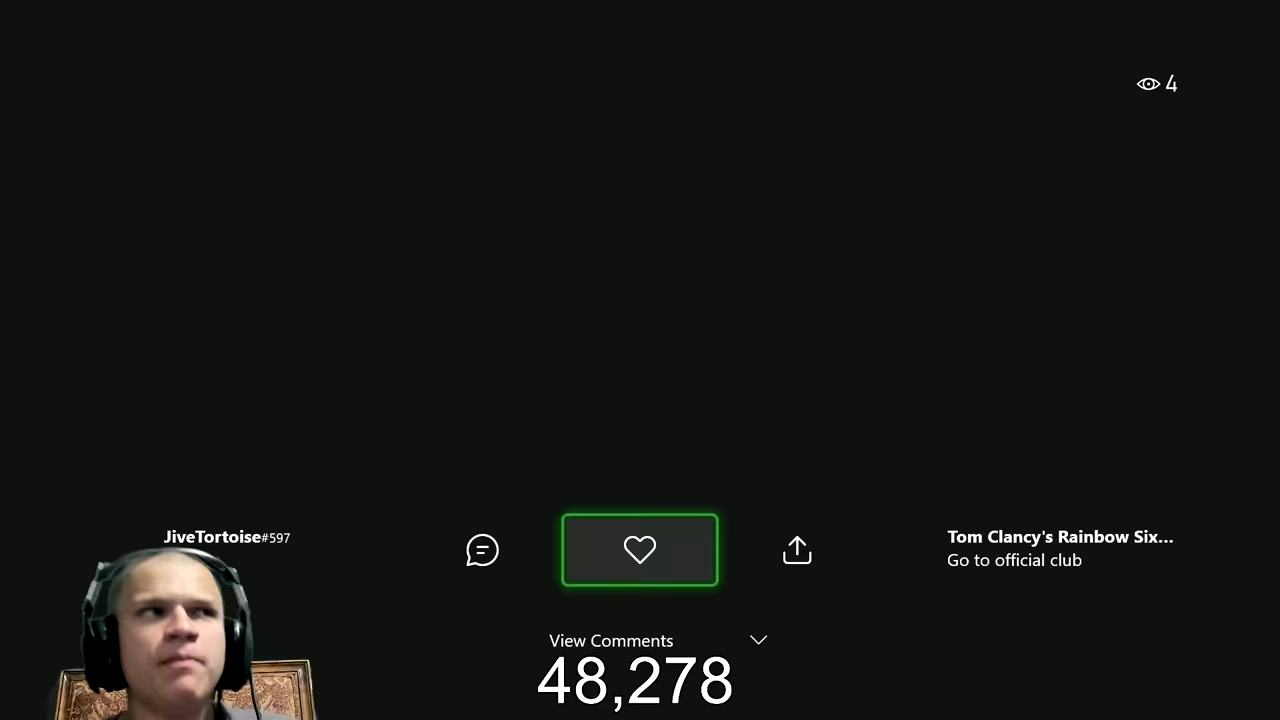 4
JiveTortoise#597
Tom Clancy's Rainbow Six...
Go to official club
View Comments
48,278